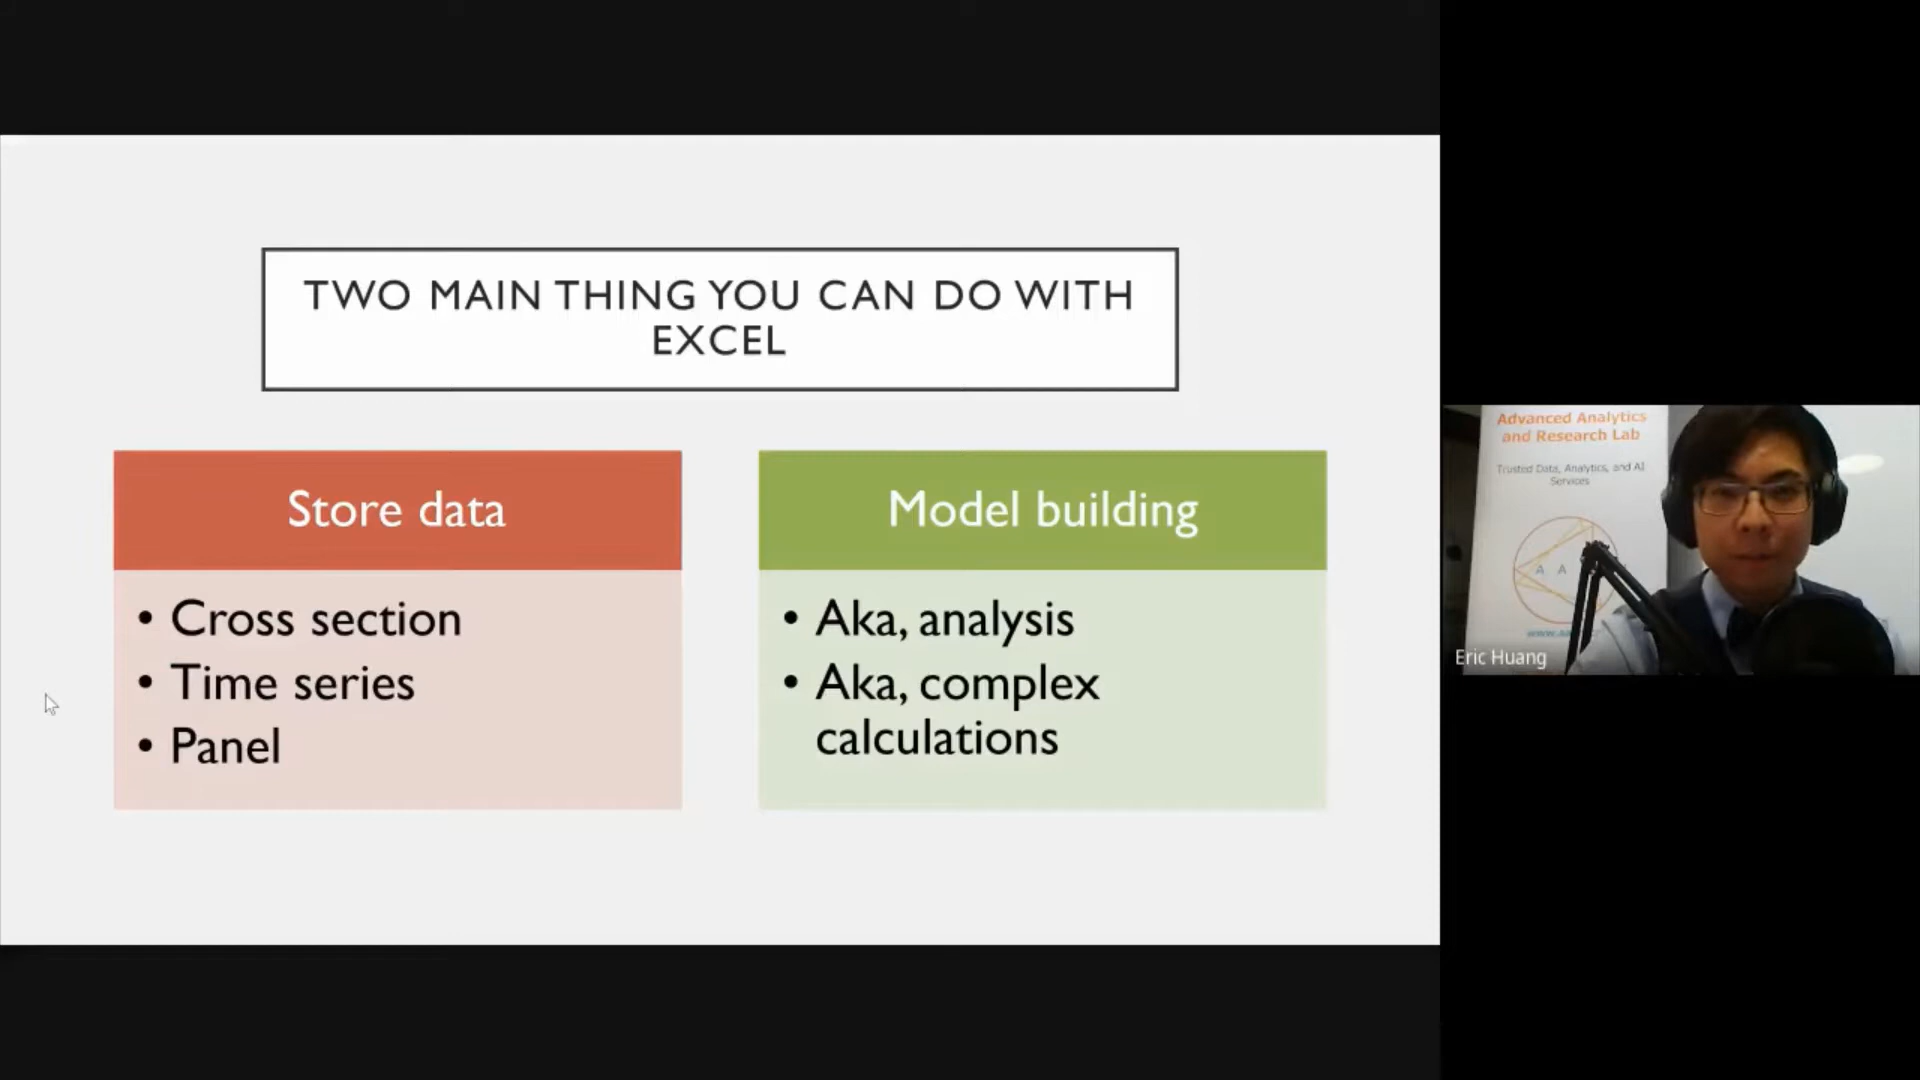 TWO MAIN THING YOU CAN DO WITH
EXCEL
Store data
• Cross section
• Time series
• Panel
Model building
• Aka, analysis
• Aka, complex
calculations
Advanced Analytics
and Research Lab
Trusted Data, Analytics, and AI
Services
A A
Eric Huang